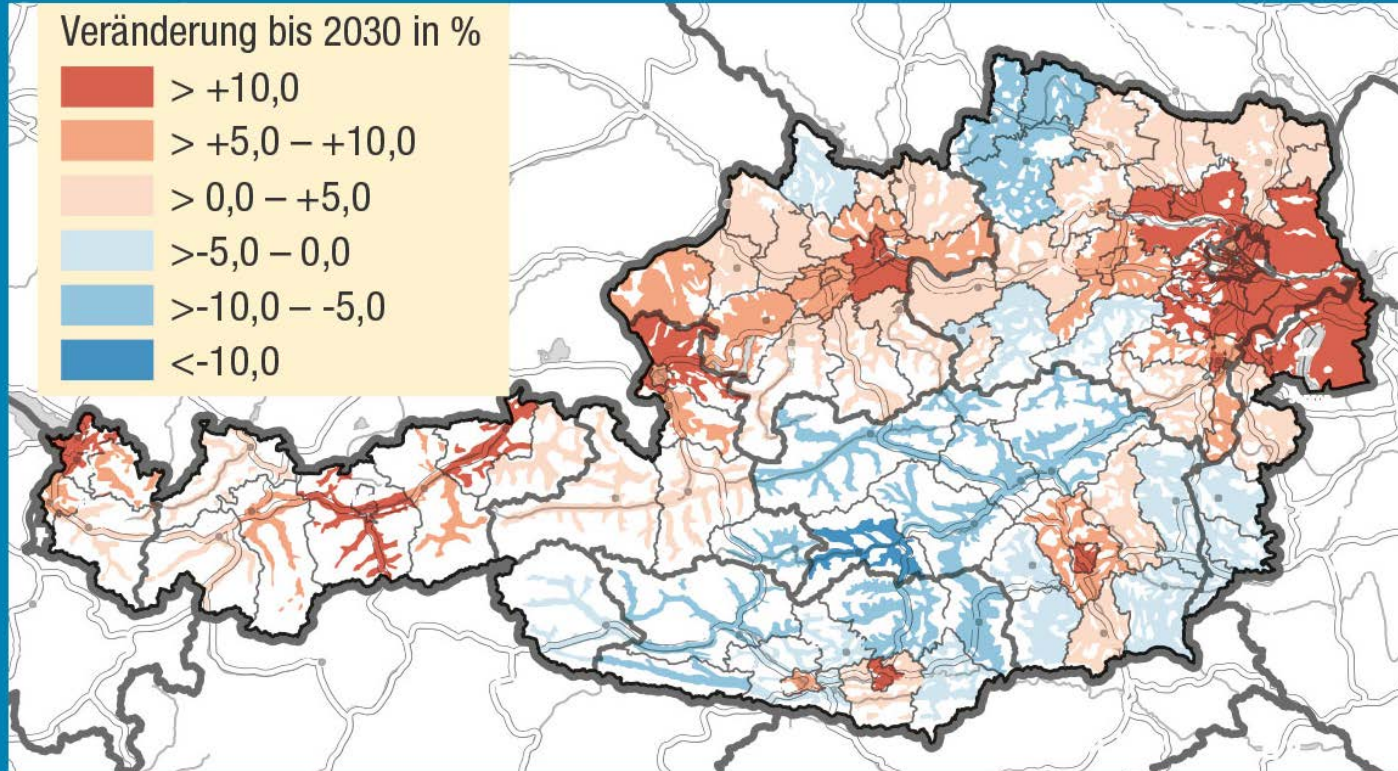 Veränderung bis 2030 in %
> +10,0
> +5,0 – +10,0
> 0,0 – +5,0
>-5,0 – 0,0
>-10,0 – -5,0
<-10,0